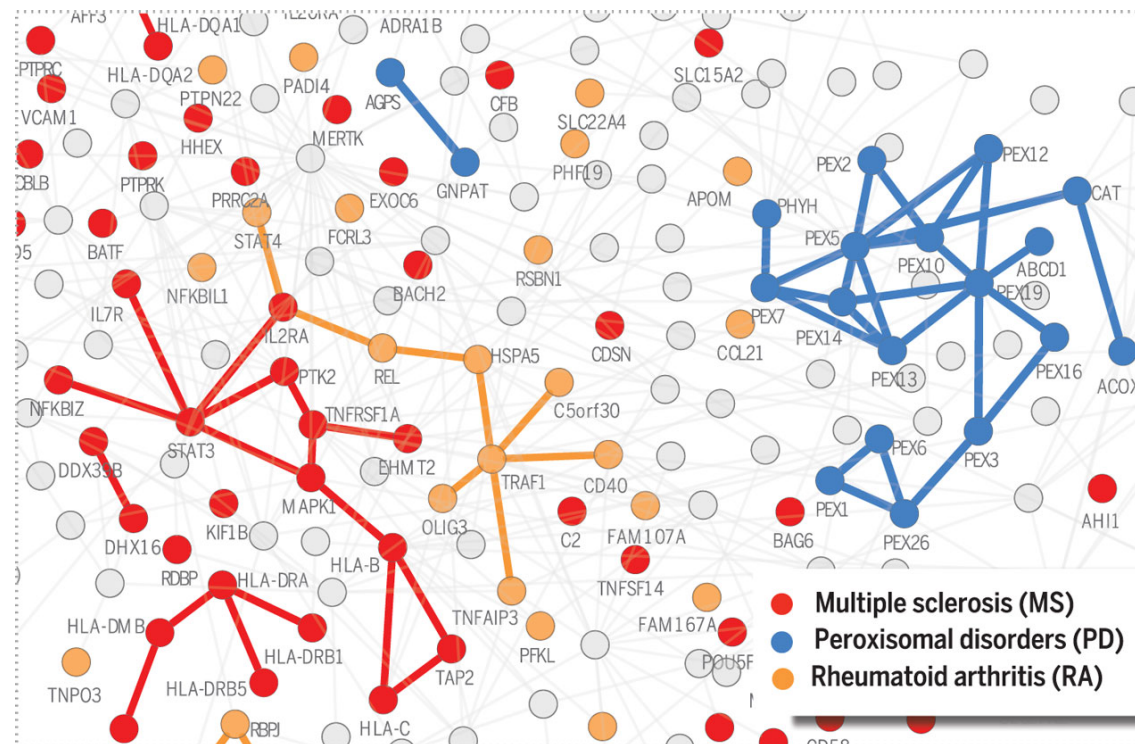 AFF3
HLA-DQA1
ADRA1B
PTPRC
HLA-DQA2
PADI4
AGPS
CFB
SLC15A2
VCAM1
PTPN22
HHEX
MERTK
SLC22A4
PEX2
PEX12
CBLB
PTPRK
PRRC2A
EXOC6
GNPAT
PHF19
APOM
PHYH
CAT
BATF
STAT4
FCRL3
PEX5
PEX10
ABCD1
NFKBIL1
BACH2
RSBN1
PEX19
IL7R
IL2RA
PEX7
PEX14
HSPA5
CDSN
CCL21
REL
PEX13
PEX16
PTK2
ACOX
NFKBIZ
TNFRSF1A
C5orf30
STAT3
PEX6
DDX39B
EHMT2
TRAF1
CD40
PEX3
MAPK1
OLIG3
PEX1
AHI1
KIF1B
C2
FAM107A
BAG6
PEX26
DHX16
HLA-B
RDBP
HLA-DRA
TNFSF14
TNFAIP3
HLA-DMB
FAM167A
HLA-DRB1
PFKL
TNPO3
HLA-DRB5
TAP2
HLA-C
RBPJ
Multiple sclerosis (MS)
Peroxisomal disorders (PD)
Rheumatoid arthritis (RA)